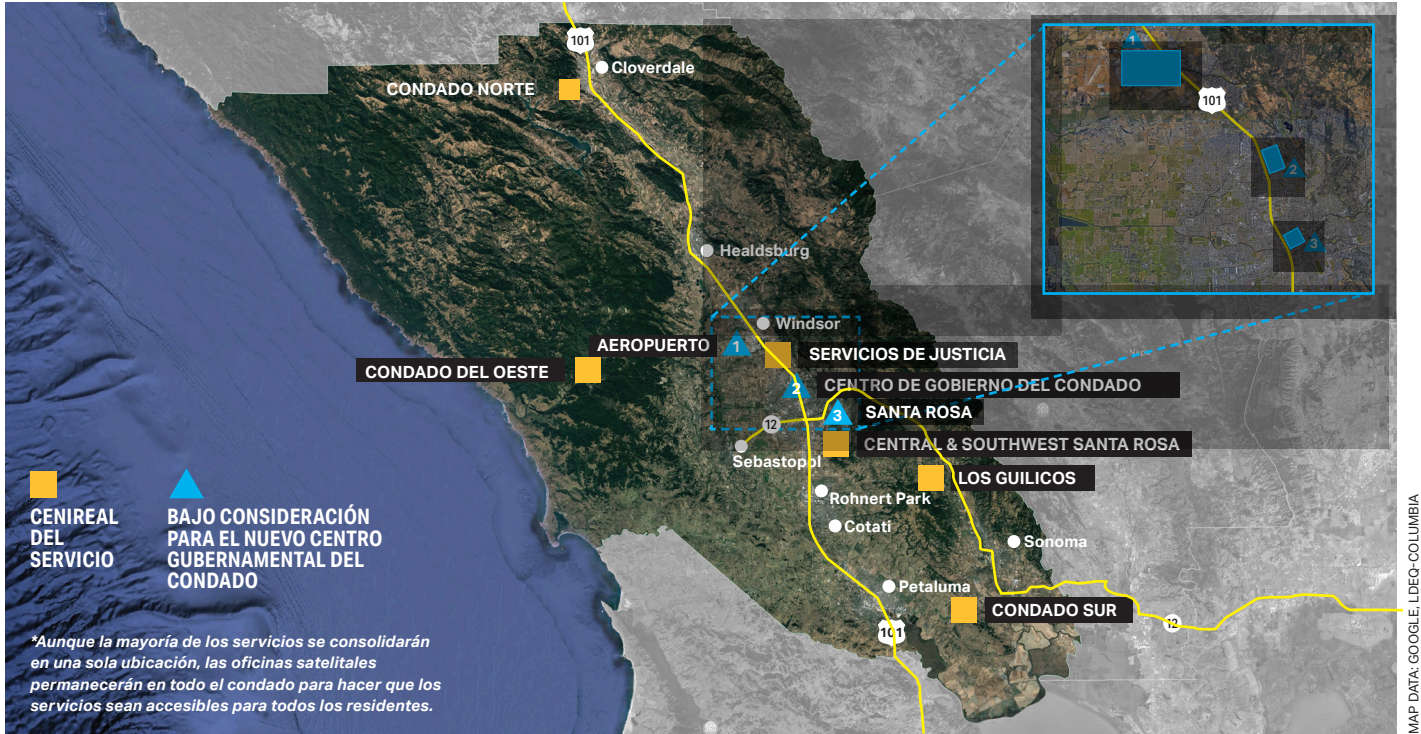 101
Cloverdale
CONDADO NORTE
1
101
2
3
Healdsburg
Windsor
AEROPUERTO
1
SERVICIOS DE JUSTICIA
CONDADO DEL OESTE
2
CENTRO DE GOBIERNO DEL CONDADO
3
SANTA ROSA
12
CENTRAL & SOUTHWEST SANTA ROSA
Sebastopol
LOS GUILICOS
Rohnert Park
Cotati
Sonoma
Petaluma
CONDADO SUR
12
101
CENIREAL
DEL
SERVICIO
BAJO CONSIDERACIÓN
PARA EL NUEVO CENTRO
GUBERNAMENTAL DEL
CONDADO
*Aunque la mayoría de los servicios se consolidarán
en una sola ubicación, las oficinas satelitales
permanecerán en todo el condado para hacer que los
servicios sean accesibles para todos los residentes.
MAP DATA: GOOGLE, LDEQ-COLUMBIA